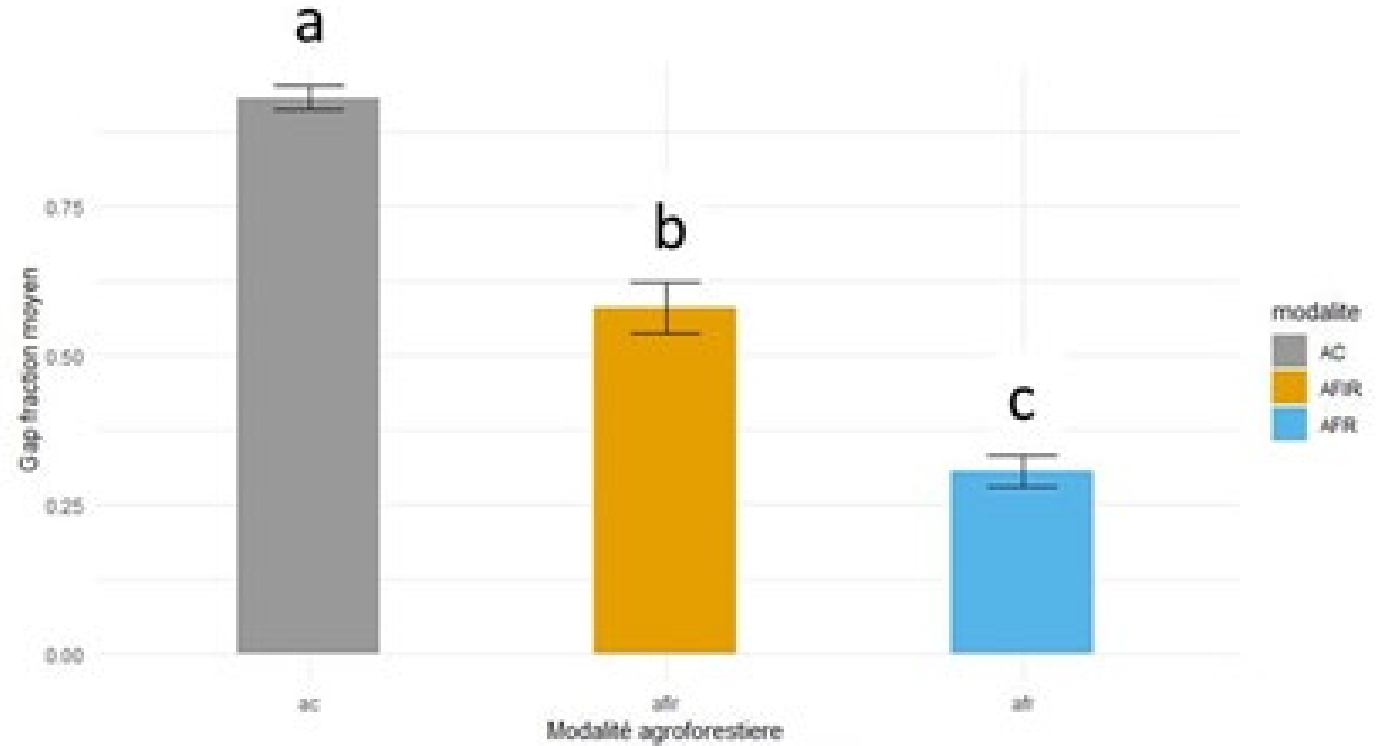 a
b
c
0.75
0.50
0.25
0.00
Gap fraction moyen
ac
afir
afr
Modalité agroforestiere
modalite
AC
AFIR
AFR